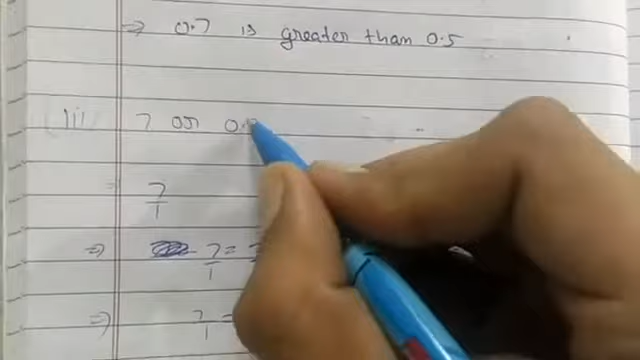 ⇒ 0.7 is greater than 0.5
(iii) 7 or 0.
⇒ 7/1
⇒ 7/1 =
⇒ 7/1 =